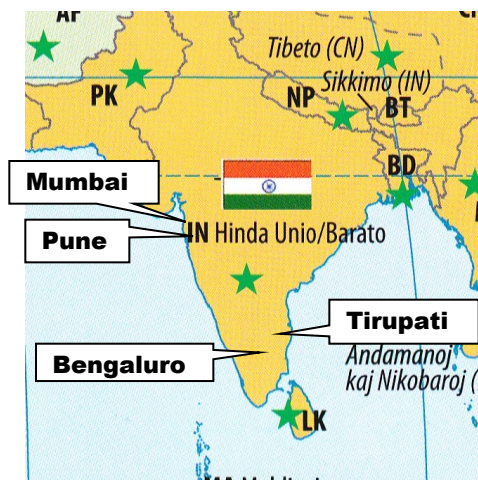 AF
Tibeto (CN)
Sikkimo (IN)
PK
NP
BT
BD
Mumbai
Pune
IN Hinda Unio/Barato
Tirupati
Bengaluro
Andamanoj
kaj Nikobaroj (
LK